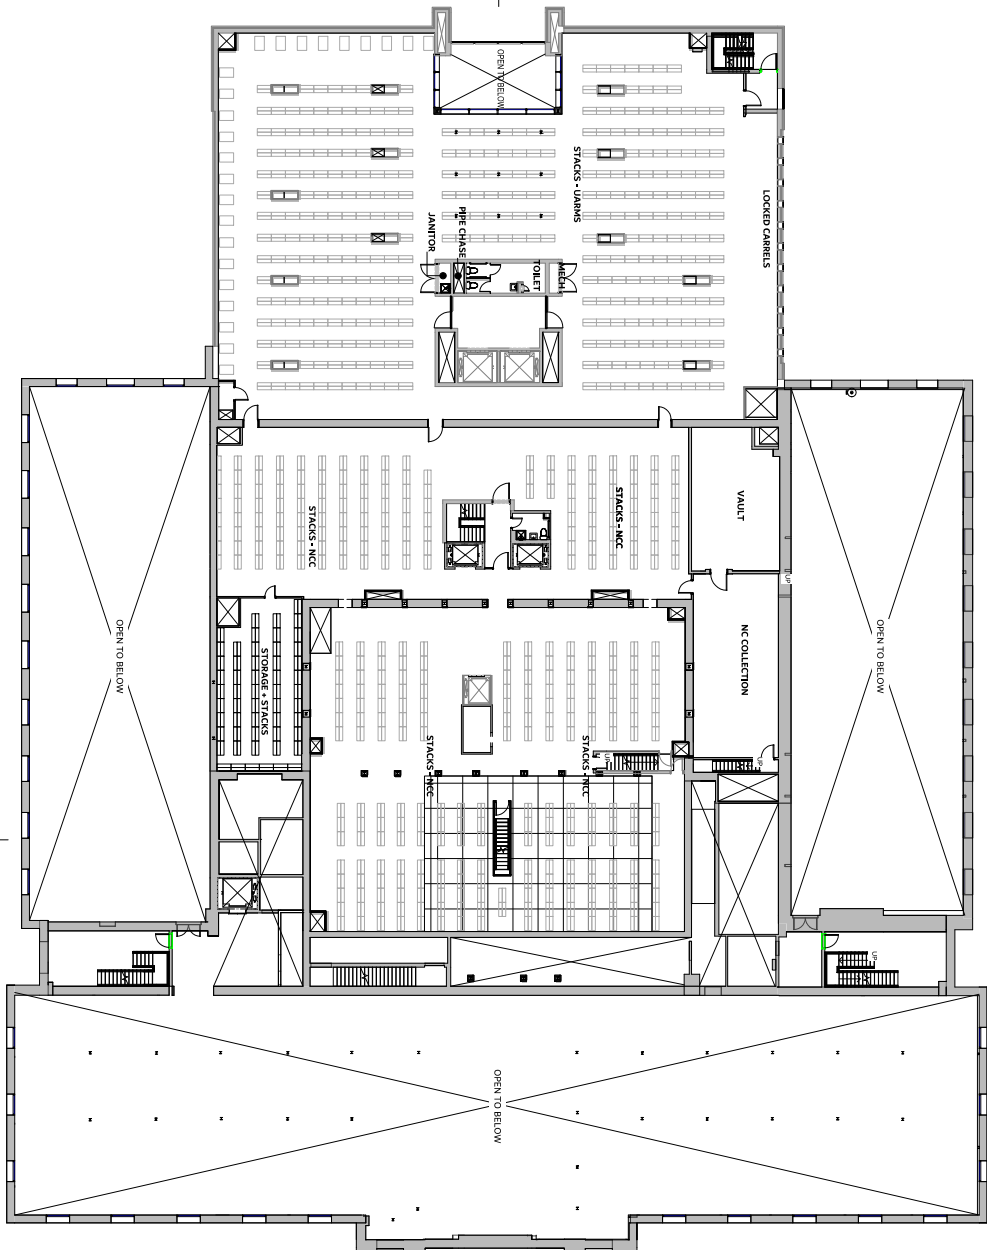 OPEN TO BELOW
STACKS - UARMS
LOCKED CARRELS
JANITOR
PIPE CHASE
TOILET
MECH
STACKS - NCC
STACKS - NCC
VAULT
UP
OPEN TO BELOW
STORAGE + STACKS
NC COLLECTION
OPEN TO BELOW
STACKS - NCC
STACKS - NCC
UP
UP
UP
OPEN TO BELOW